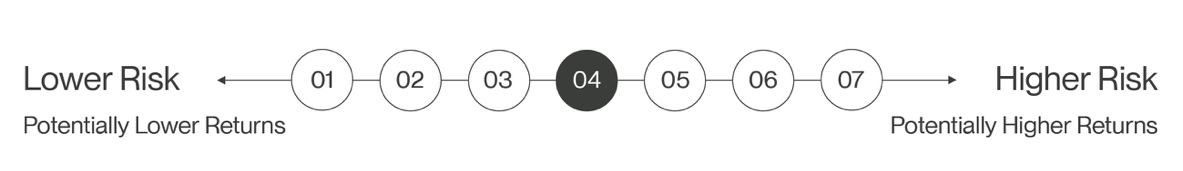 Lower Risk 01 02 03 04 05 06 07 Higher Risk
Potentially Lower Returns Potentially Higher Returns